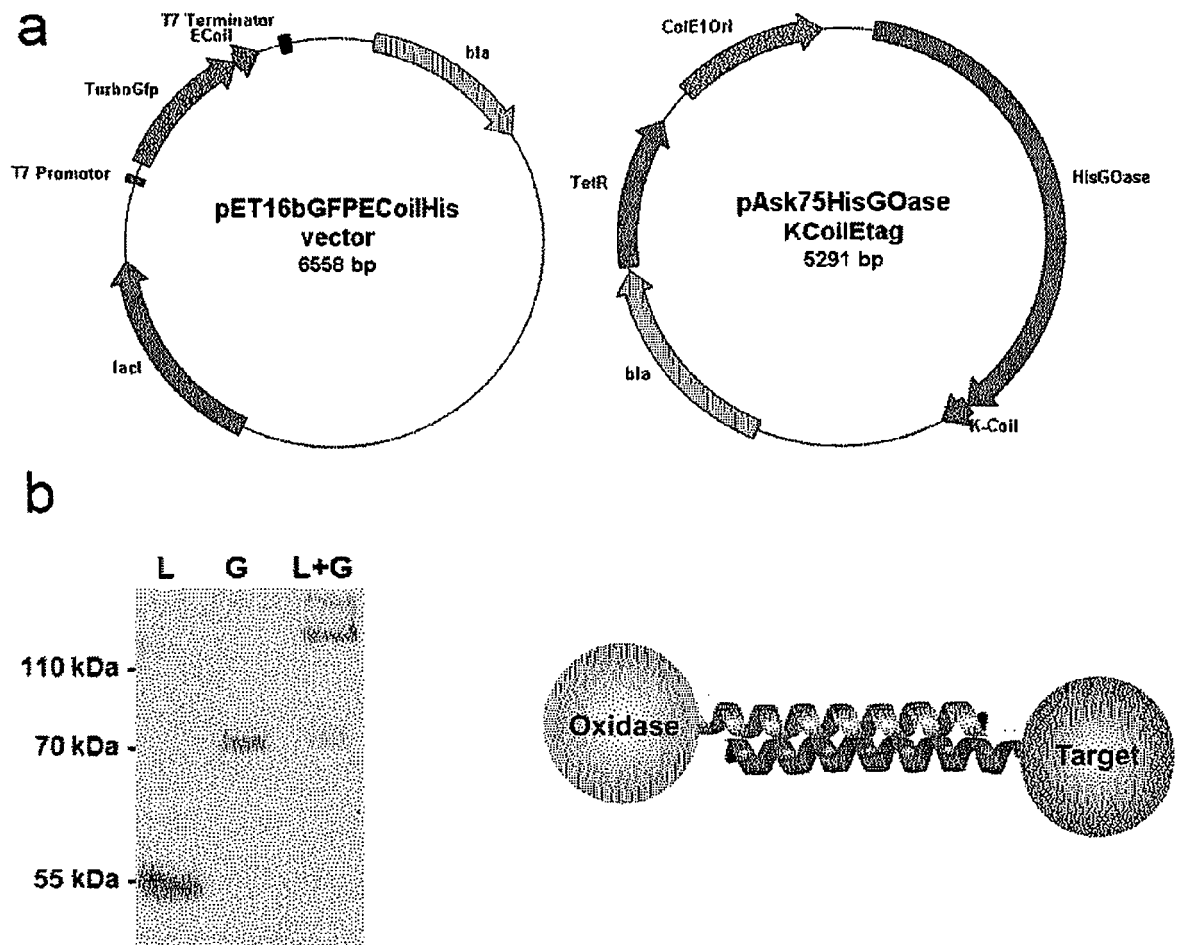 a
T7 Terminator
ECoil
TurboGfp
T7 Promotor
lacI
bla
pET16bGFPECoilHis
vector
6558 bp
ColE1Ori
TetR
bla
HisGOase
K-Coil
pAsk75HisGOase
KCoilEtag
5291 bp
b
L G L+G
110 kDa -
70 kDa -
55 kDa -
Oxidase
Target